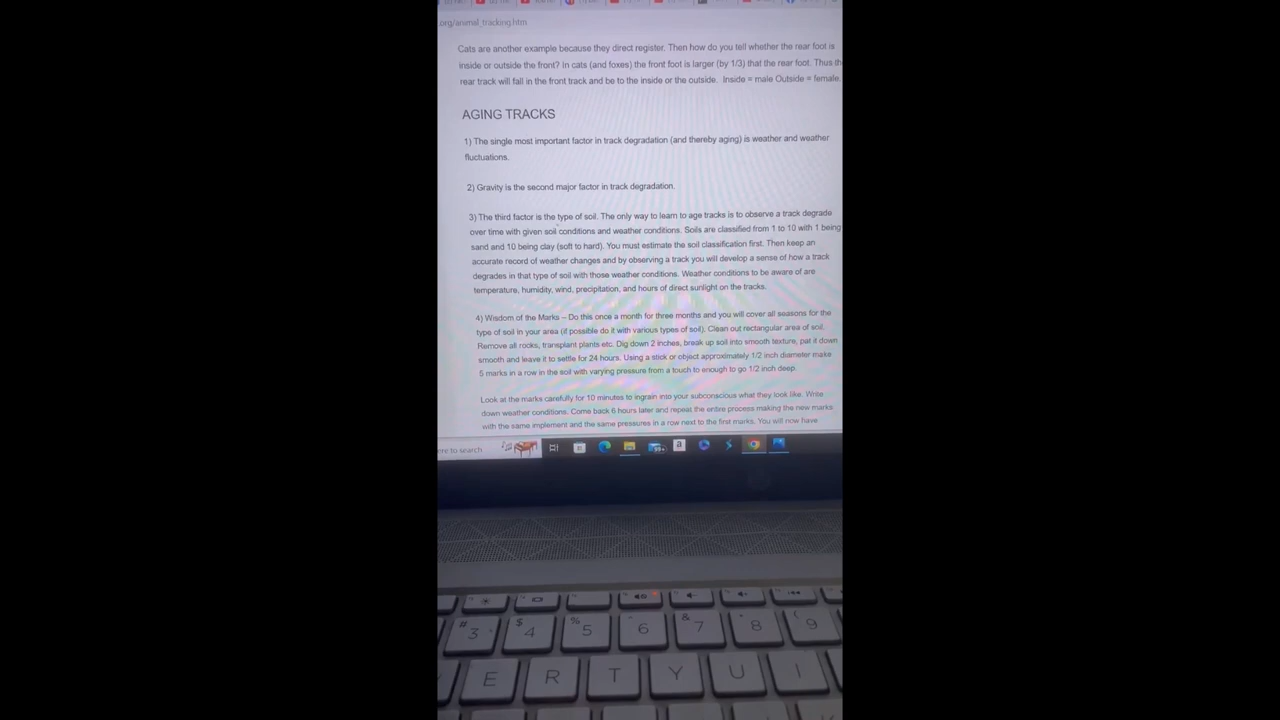 .org/animal_tracking.htm
Cats are another example because they direct register. Then how do you tell whether the rear foot is
inside or outside the front? In cats (and foxes) the front foot is larger (by 1/3) that the rear foot. Thus th
rear track will fall in the front track and be to the inside or the outside. Inside = male Outside = female.
AGING TRACKS
1) The single most important factor in track degradation (and thereby aging) is weather and weather
fluctuations.
2) Gravity is the second major factor in track degradation.
3) The third factor is the type of soil. The only way to learn to age tracks is to observe a track degrade
over time with given soil conditions and weather conditions. Soils are classified from 1 to 10 with 1 being
sand and 10 being clay (soft to hard). You must estimate the soil classification first. Then keep an
accurate record of weather changes and by observing a track you will develop a sense of how a track
degrades in that type of soil with those weather conditions. Weather conditions to be aware of are
temperature, humidity, wind, precipitation, and hours of direct sunlight on the tracks.
4) Wisdom of the Marks – Do this once a month for three months and you will cover all seasons for the
type of soil in your area (if possible do it with various types of soil). Clean out rectangular area of soil.
Remove all rocks, transplant plants etc. Dig down 2 inches, break up soil into smooth texture, pat it down
smooth and leave it to settle for 24 hours. Using a stick or object approximately 1/2 inch diameter make
5 marks in a row in the soil with varying pressure from a touch to enough to go 1/2 inch deep.
Look at the marks carefully for 10 minutes to ingrain into your subconscious what they look like. Write
down weather conditions. Come back 6 hours later and repeat the entire process making the new marks
with the same implement and the same pressures in a row next to the first marks. You will now have
ere to search
99+
a
# 3 $ 4 % 5 6 & 7 * 8 ( 9
E R T Y U I